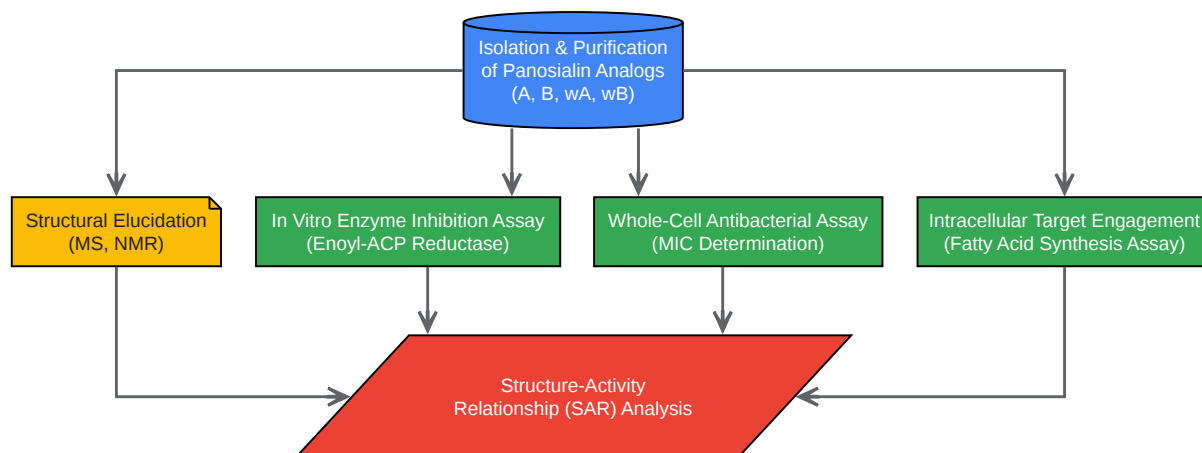 Isolation & Purification
of Panosialin Analogs
(A, B, wA, wB)
Structural Elucidation
(MS, NMR)
In Vitro Enzyme Inhibition Assay
(Enoyl-ACP Reductase)
Whole-Cell Antibacterial Assay
(MIC Determination)
Intracellular Target Engagement
(Fatty Acid Synthesis Assay)
Structure-Activity
Relationship (SAR) Analysis